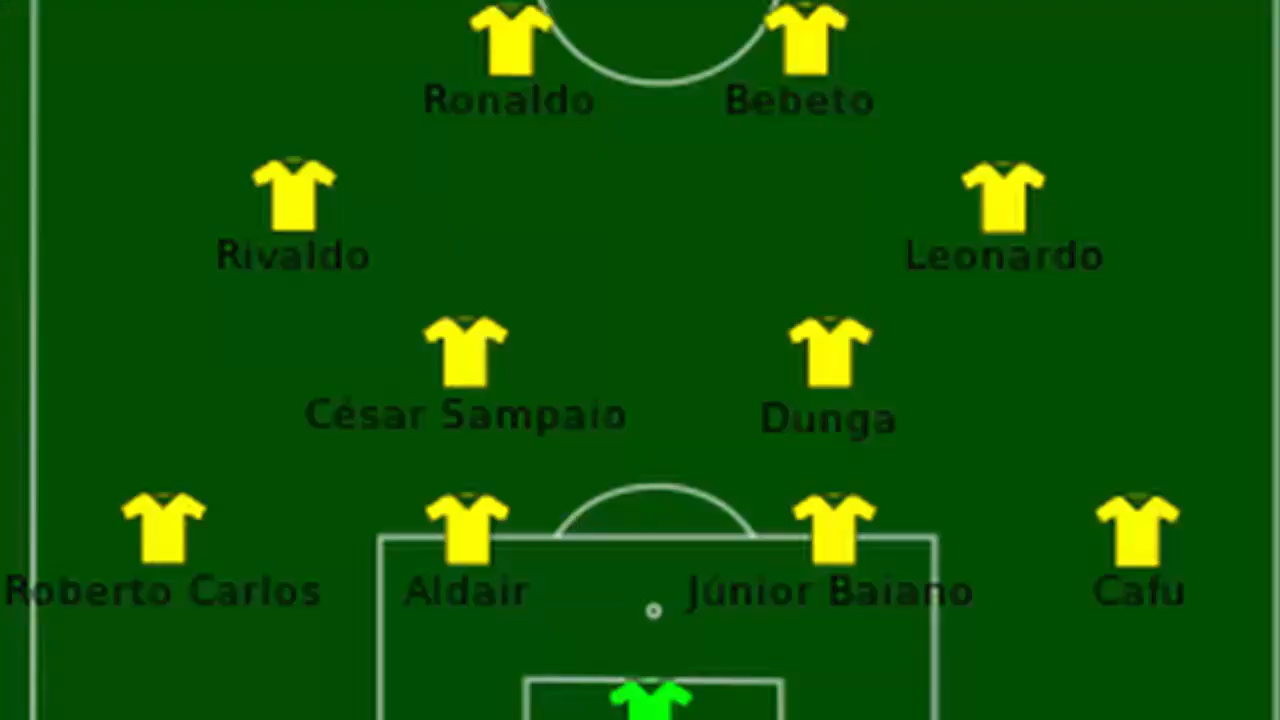 Ronaldo Bebeto
Rivaldo Leonardo
César Sampaio Dunga
Roberto Carlos Aldair Júnior Baiano Cafu